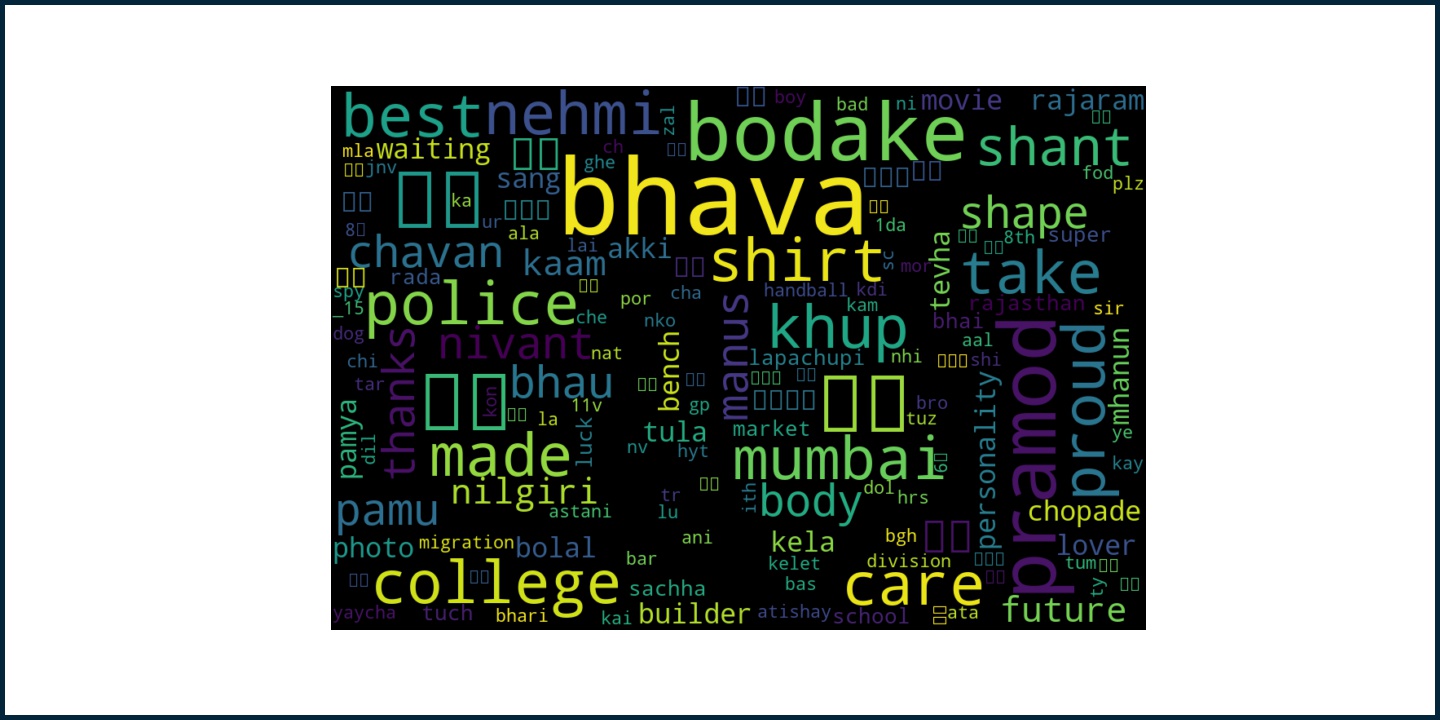 best
nehmi
zal
boy
bad
ni
movie
rajaram
bodake
shant
mla
waiting
ch
ghe
jnv
sang
bhava
fod
plz
ka
shape
ur
ala
1da
8th
super
chavan
lai
akki
kaam
shirt
sc
mor
tevha
take
rada
spy
_15
police
por
cha
handball
kdi
kam
rajasthan
sir
che
nko
khup
bhai
dog
thanks
nivant
nat
bench
manus
aal
pramod
proud
mhanun
chi
lapachupi
nhi
shi
tar
kon
bhau
personality
pamya
dil
la
11v
gp
bro
tuz
luck
tula
market
ye
made
nv
hyt
mumbai
kay
nilgiri
tr
ith
body
dol
hrs
pamu
astani
lu
chopade
photo
migration
bolal
ani
kela
bgh
lover
bar
kelet
division
tum
college
sachha
bas
care
ty
yaycha
tuch
bhari
kai
builder
atishay
school
ata
future